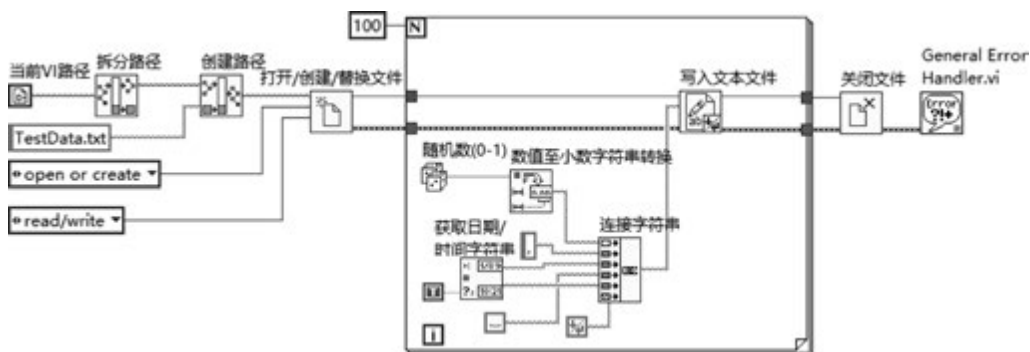 100
N
当前VI路径
拆分路径
创建路径
打开/创建/替换文件
TestData.txt
open or create
read/write
写入文本文件
关闭文件
General Error
Handler.vi
Error
?!
随机数(0-1)
数值至小数字符串转换
获取日期/
时间字符串
连接字符串
i